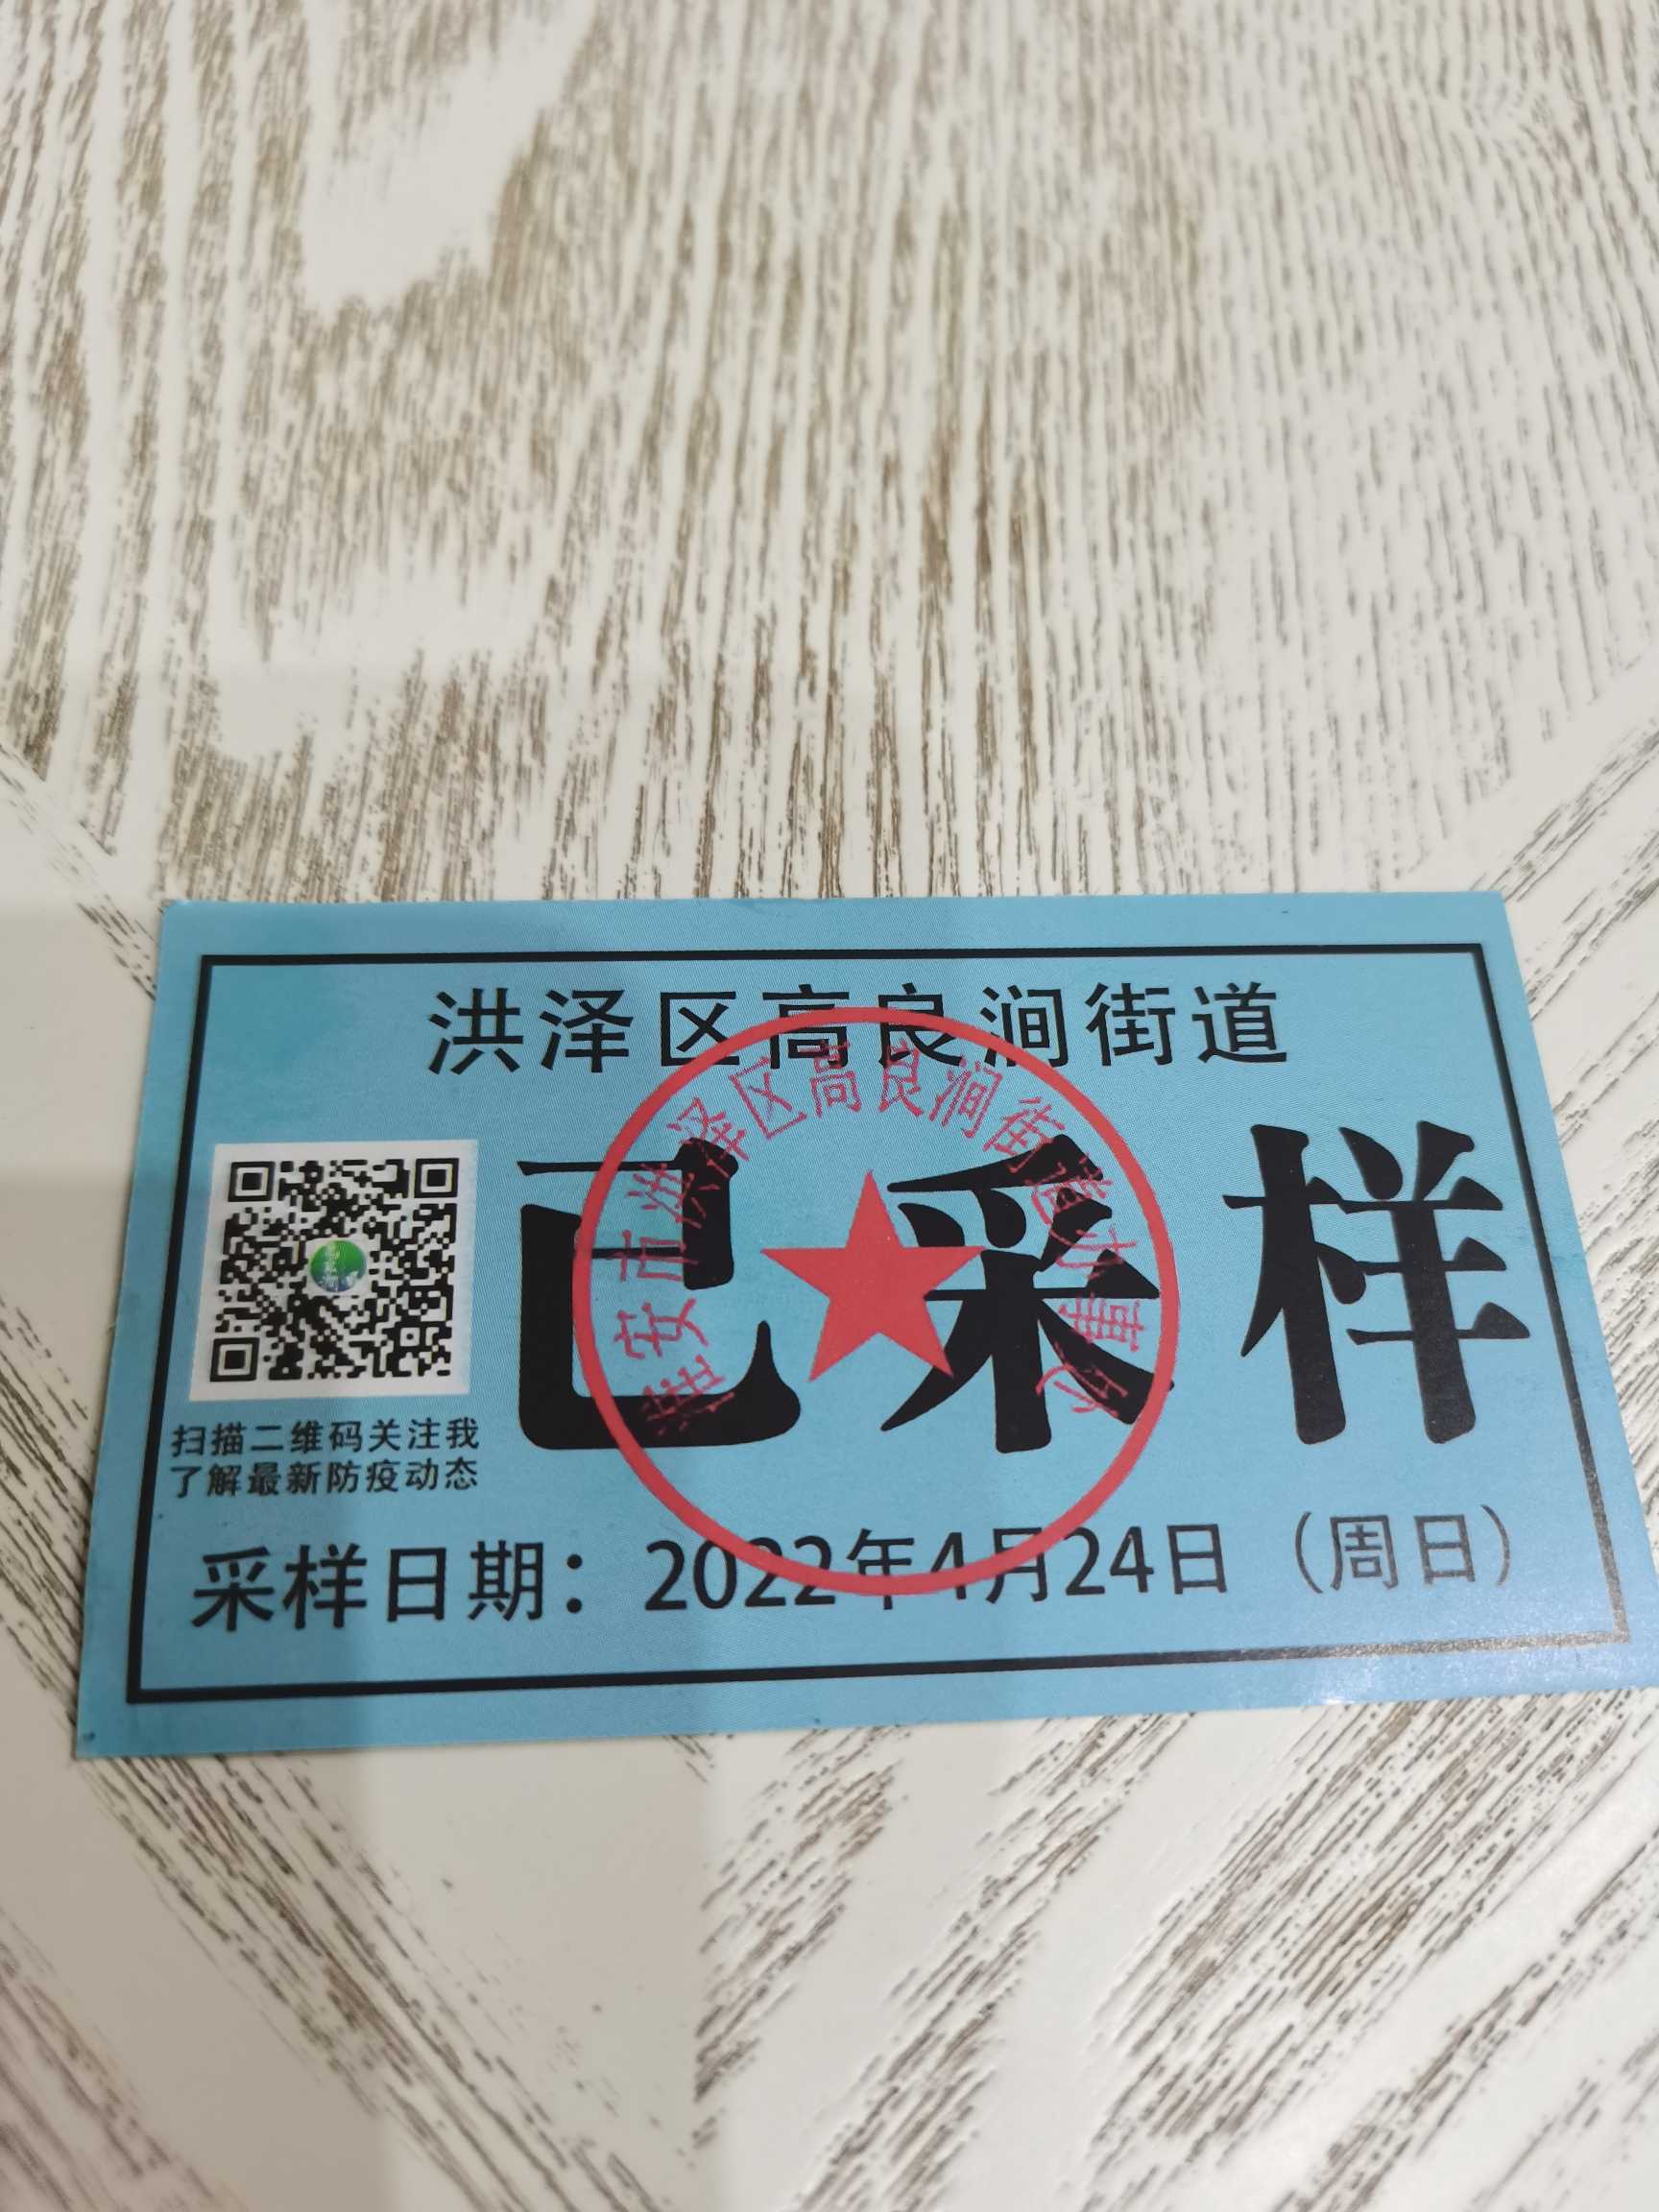 洪泽区高良涧街道
淮安市洪泽区高良涧街道办事处
已采样
扫描二维码关注我
了解最新防疫动态
采样日期：2022年4月24日（周日）